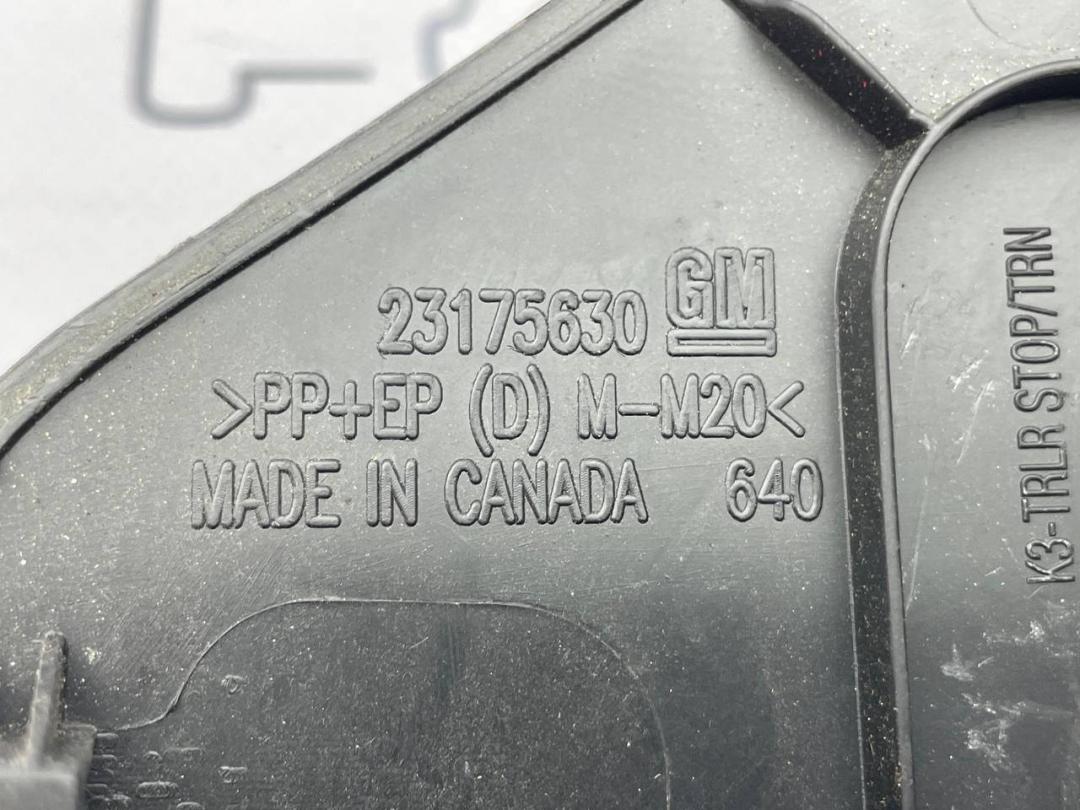 23175630 GM
>PP+EP (D) M-M20<
MADE IN CANADA 640
K3-TRLR STOP/TRN